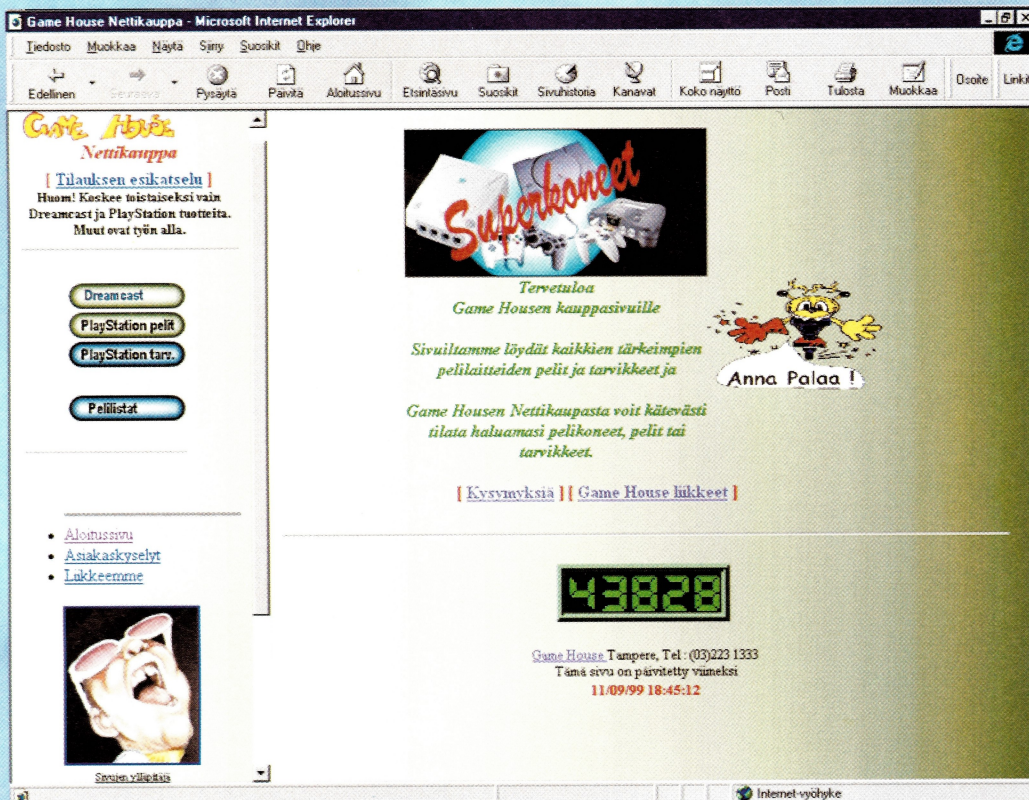 Game House Nettikauppa - Microsoft Internet Explorer
Tiedosto Muokkaa Näytä Siirry Suosikit Ohje
Edellinen Seuraava Pysäytä Päivitä Aloitussivu Etsintäsivu Suosikit Sivuhistoria Kanavat Koko näyttö Posti Tulosta Muokkaa Osoite Linkit
Game House
Nettikauppa
[ Tilauksen esikatselu ]
Huom! Koskee toistaiseksi vain
Dreamcast ja PlayStation tuotteita.
Muut ovat työn alla.
Dreamcast
PlayStation pelit
PlayStation tarv.
Pelilistat
Aloitussivu
Asiakaskyselyt
Liikkeemme
Sivujen ylläpitäjä
Superkoneet
Tervetuloa
Game Housen kauppasivuille
Sivuiltamme löydät kaikkien tärkeimpien
pelilaitteiden pelit ja tarvikkeet ja
Anna Palaa !
Game Housen Nettikaupasta voit kätevästi
tilata haluamasi pelikoneet, pelit tai
tarvikkeet.
[ Kysymyksiä ] [ Game House liikkeet ]
43828
Game House Tampere, Tel : (03)223 1333
Tämä sivu on päivitetty viimeksi
11/09/99 18:45:12
Internet-vyöhyke